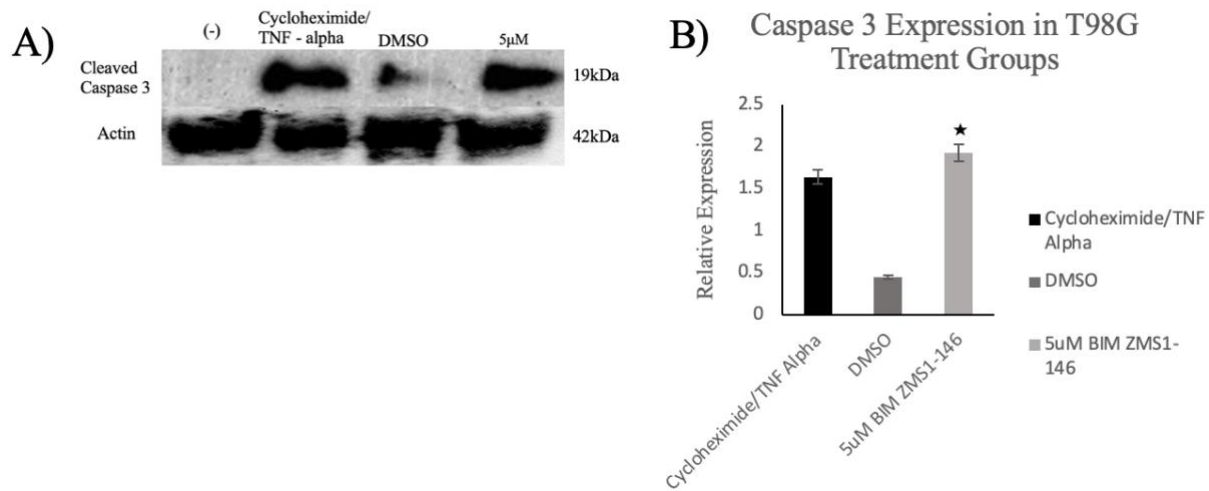 A)
(-)
Cycloheximide/
TNF - alpha
DMSO
5µM
Cleaved
Caspase 3
19kDa
Actin
42kDa
B)
Caspase 3 Expression in T98G
Treatment Groups
Relative Expression
2.5
2
1.5
1
0.5
0
Cycloheximide/TNF Alpha
DMSO
5uM BIM ZMS1-146
Cycloheximide/TNF
Alpha
DMSO
5uM BIM ZMS1-
146